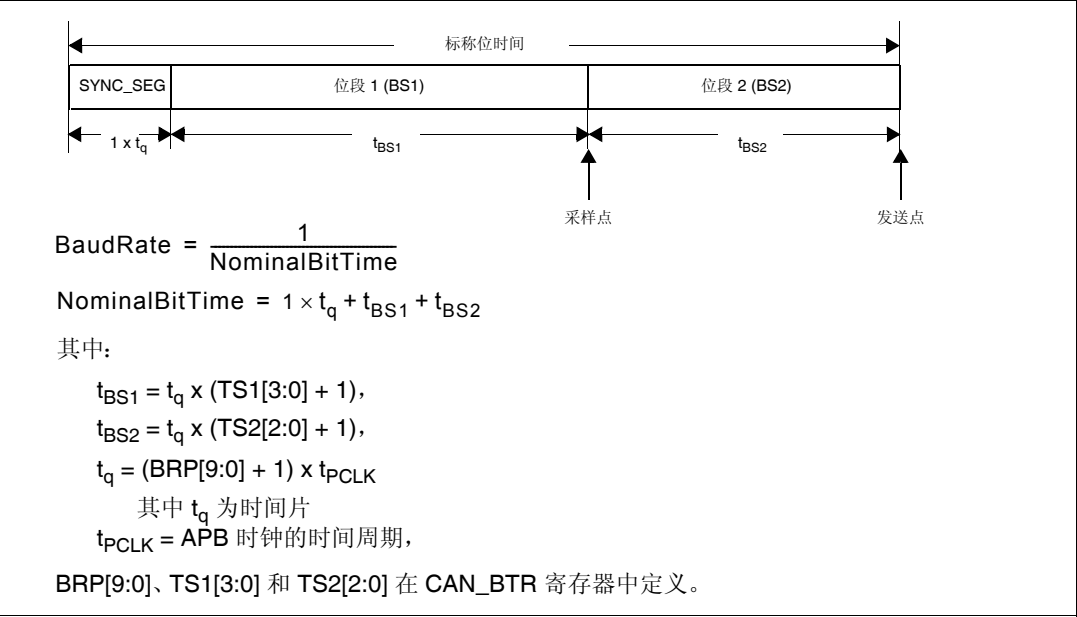 标称位时间
SYNC_SEG 位段 1 (BS1) 位段 2 (BS2)
1 x tq tBS1 tBS2
采样点 发送点
BaudRate = 1
NominalBitTime
NominalBitTime = 1 × tq + tBS1 + tBS2
其中:
tBS1 = tq x (TS1[3:0] + 1),
tBS2 = tq x (TS2[2:0] + 1),
tq = (BRP[9:0] + 1) x tPCLK
其中 tq 为时间片
tPCLK = APB 时钟的时间周期,
BRP[9:0]、TS1[3:0] 和 TS2[2:0] 在 CAN_BTR 寄存器中定义。